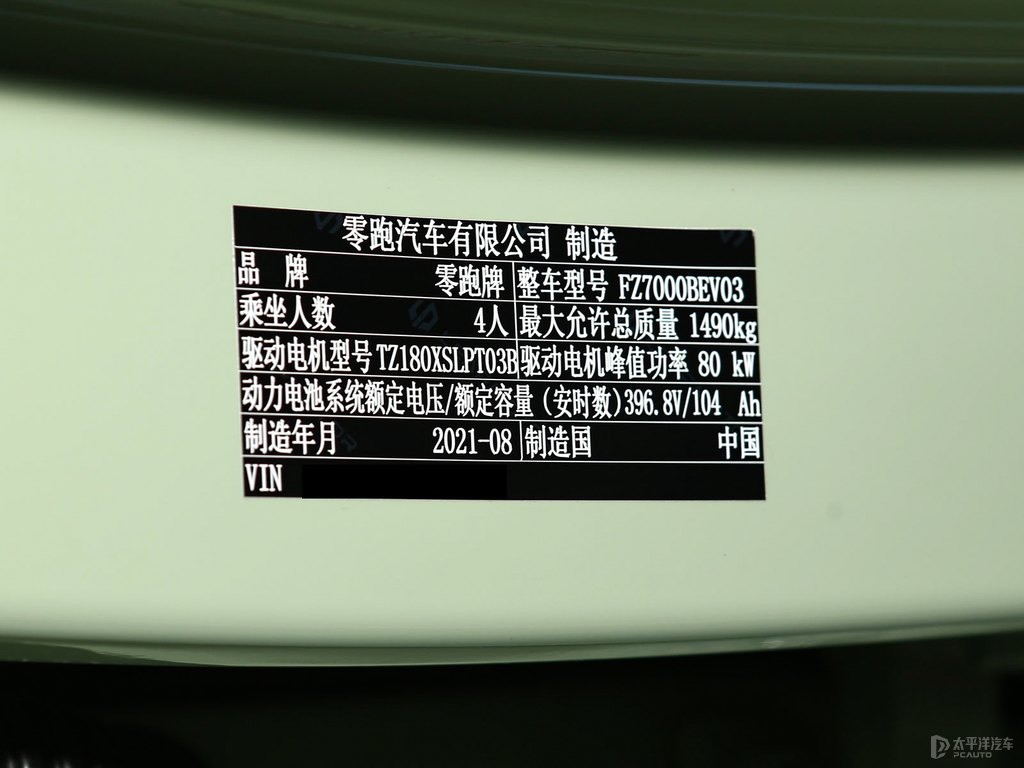 零跑汽车有限公司 制造
品 牌 零跑牌 整车型号 FZ7000BEV03
乘坐人数 4人 最大允许总质量 1490kg
驱动电机型号 TZ180XSLPT03B 驱动电机峰值功率 80 kW
动力电池系统额定电压/额定容量 (安时数) 396.8V/104 Ah
制造年月 2021-08 制造国 中国
VIN
太平洋汽车
PCAUTO